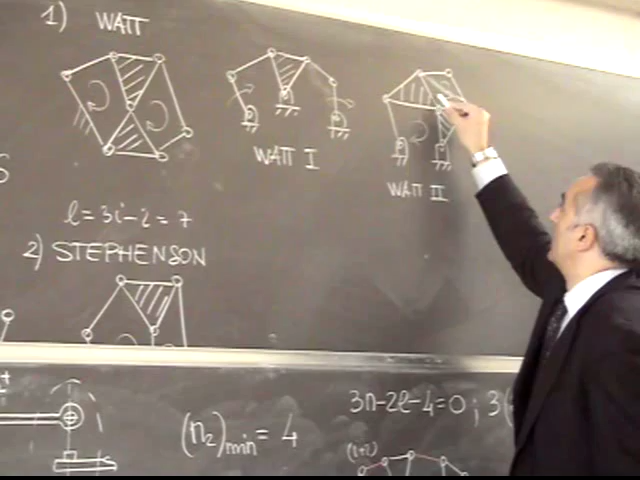 1) WATT
WATT I
WATT II
l = 3i - 2 = 7
2) STEPHENSON
3n-2l-4=0 ; 3(
(n₂)min = 4